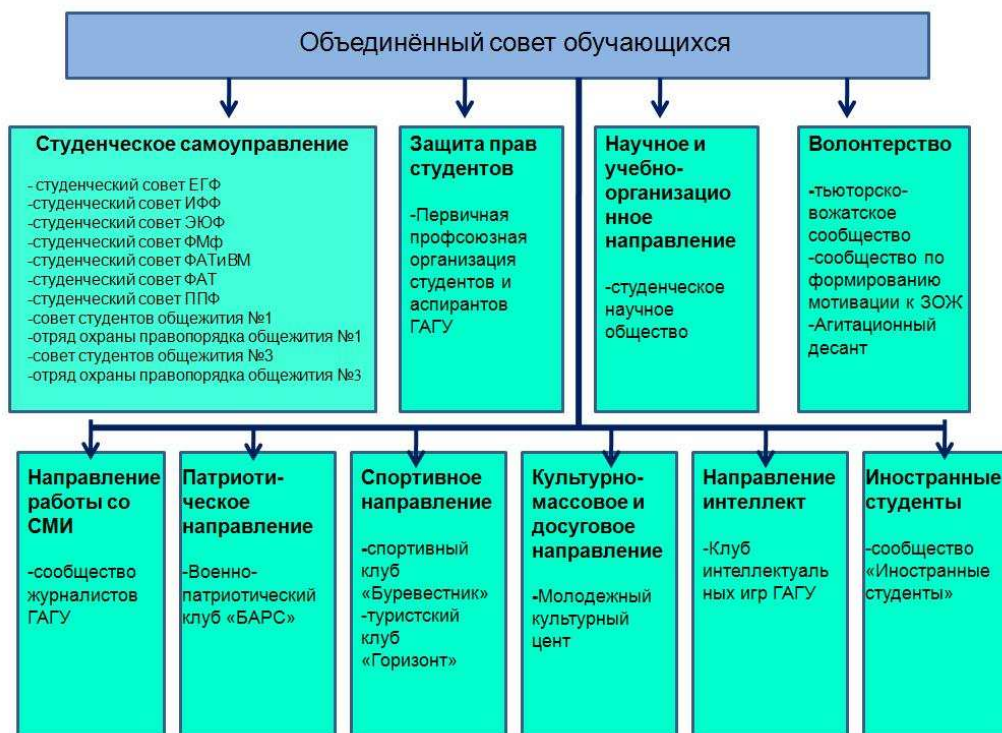 Объединённый совет обучающихся
Студенческое самоуправление
- студенческий совет ЕГФ
-студенческий совет ИФФ
-студенческий совет ЭЮФ
-студенческий совет ФМф
-студенческий совет ФАТиВМ
-студенческий совет ФАТ
-студенческий совет ППФ
-совет студентов общежития №1
-отряд охраны правопорядка общежития №1
-совет студентов общежития №3
-отряд охраны правопорядка общежития №3
Защита прав
студентов
-Первичная
профсоюзная
организация
студентов и
аспирантов
ГАГУ
Научное и
учебно-
организацио
нное
направление
-студенческое
научное
общество
Волонтерство
-тьюторско-
вожатское
сообщество
-сообщество по
формированию
мотивации к ЗОЖ
-Агитационный
десант
Направление
работы со
СМИ
-сообщество
журналистов
ГАГУ
Патриоти-
ческое
направление
-Военно-
патриотический
клуб «БАРС»
Спортивное
направление
-спортивный
клуб
«Буревестник»
-туристский
клуб
«Горизонт»
Культурно-
массовое и
досуговое
направление
-Молодежный
культурный
цент
Направление
интеллект
-Клуб
интеллектуаль
ных игр ГАГУ
Иностранные
студенты
-сообщество
«Иностранные
студенты»